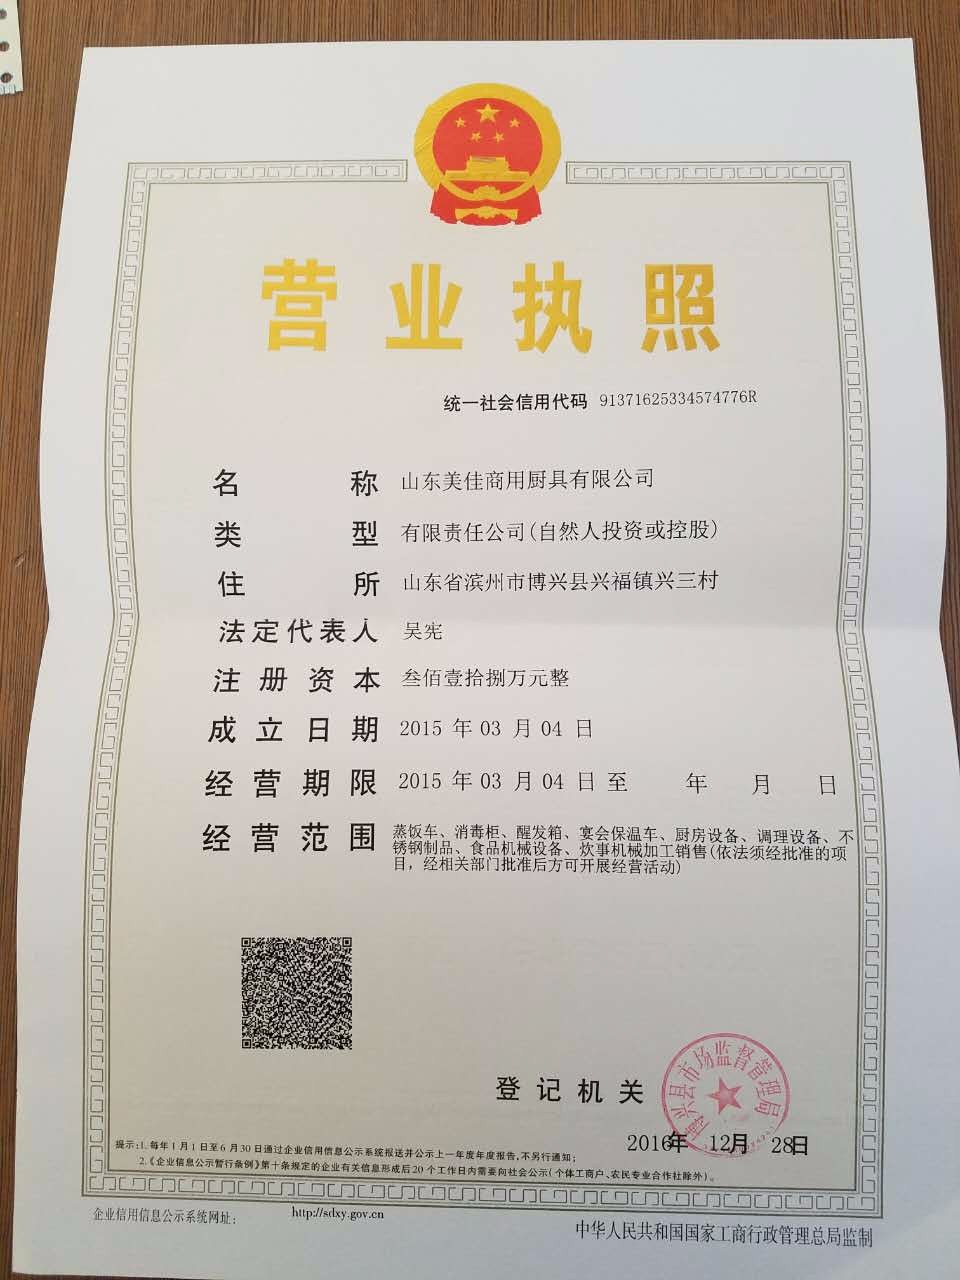 营业执照
统一社会信用代码 91371625334574776R
名称 山东美佳商用厨具有限公司
类型 有限责任公司(自然人投资或控股)
住所 山东省滨州市博兴县兴福镇兴三村
法定代表人 吴宪
注册资本 叁佰壹拾捌万元整
成立日期 2015年03月04日
经营期限 2015年03月04日至 年 月 日
经营范围 蒸饭车、消毒柜、醒发箱、宴会保温车、厨房设备、调理设备、不
锈钢制品、食品机械设备、炊事机械加工销售(依法须经批准的项
目，经相关部门批准后方可开展经营活动)
登记机关
博兴县市场监督管理局
2016年 12月 28日
提示:1.每年1月1日至6月30日通过企业信用信息公示系统报送并公示上一年度年度报告,不另行通知;
2.《企业信息公示暂行条例》第十条规定的企业有关信息形成后20个工作日内需要向社会公示(个体工商户、农民专业合作社除外)。
企业信用信息公示系统网址： http://sdxy.gov.cn
中华人民共和国国家工商行政管理总局监制